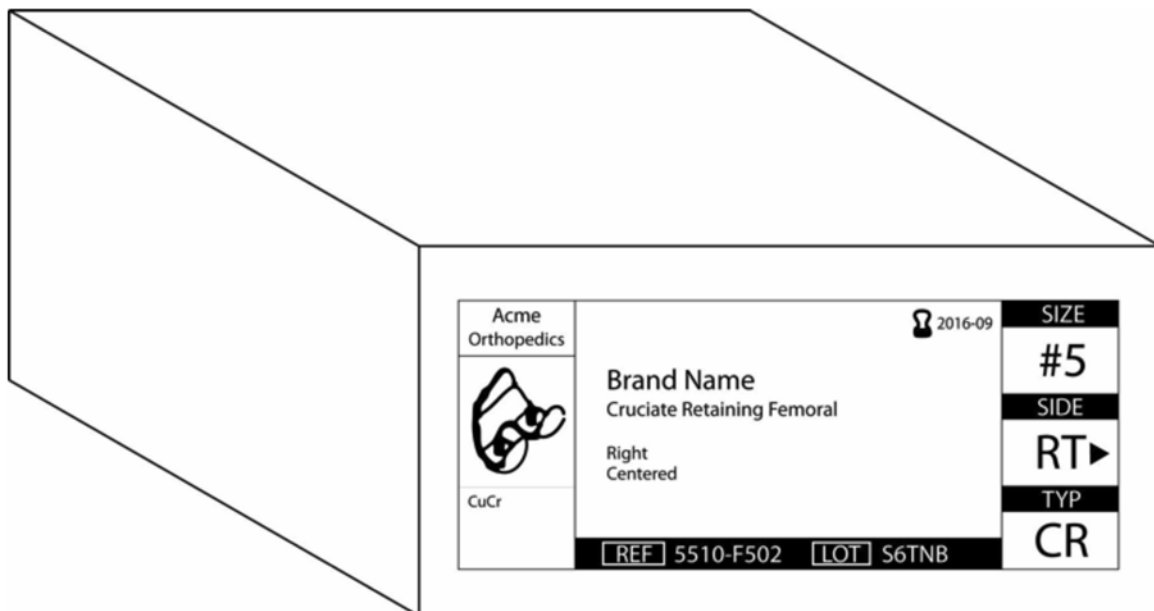 Acme
Orthopedics
CuCr
2016-09
Brand Name
Cruciate Retaining Femoral
Right
Centered
REF 5510-F502 LOT S6TNB
SIZE
#5
SIDE
RT▶
TYP
CR